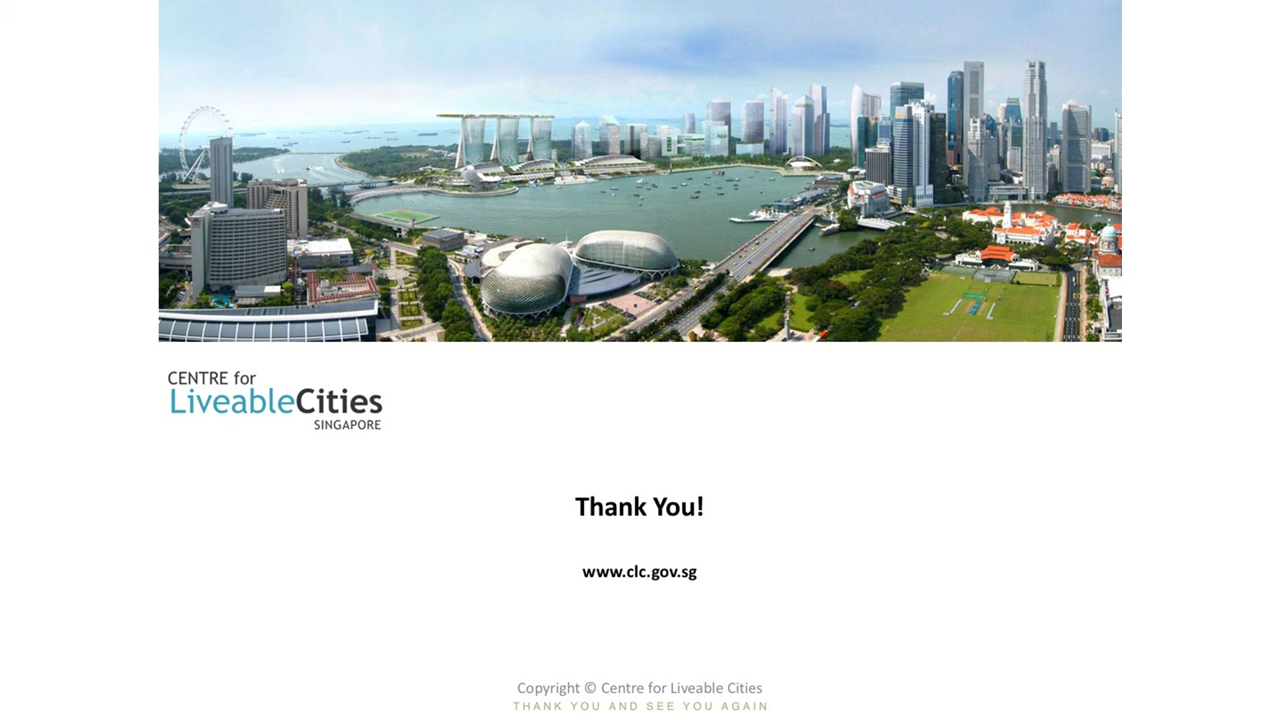 CENTRE for
LiveableCities
SINGAPORE
Thank You!
www.clc.gov.sg
Copyright © Centre for Liveable Cities
THANK YOU AND SEE YOU AGAIN